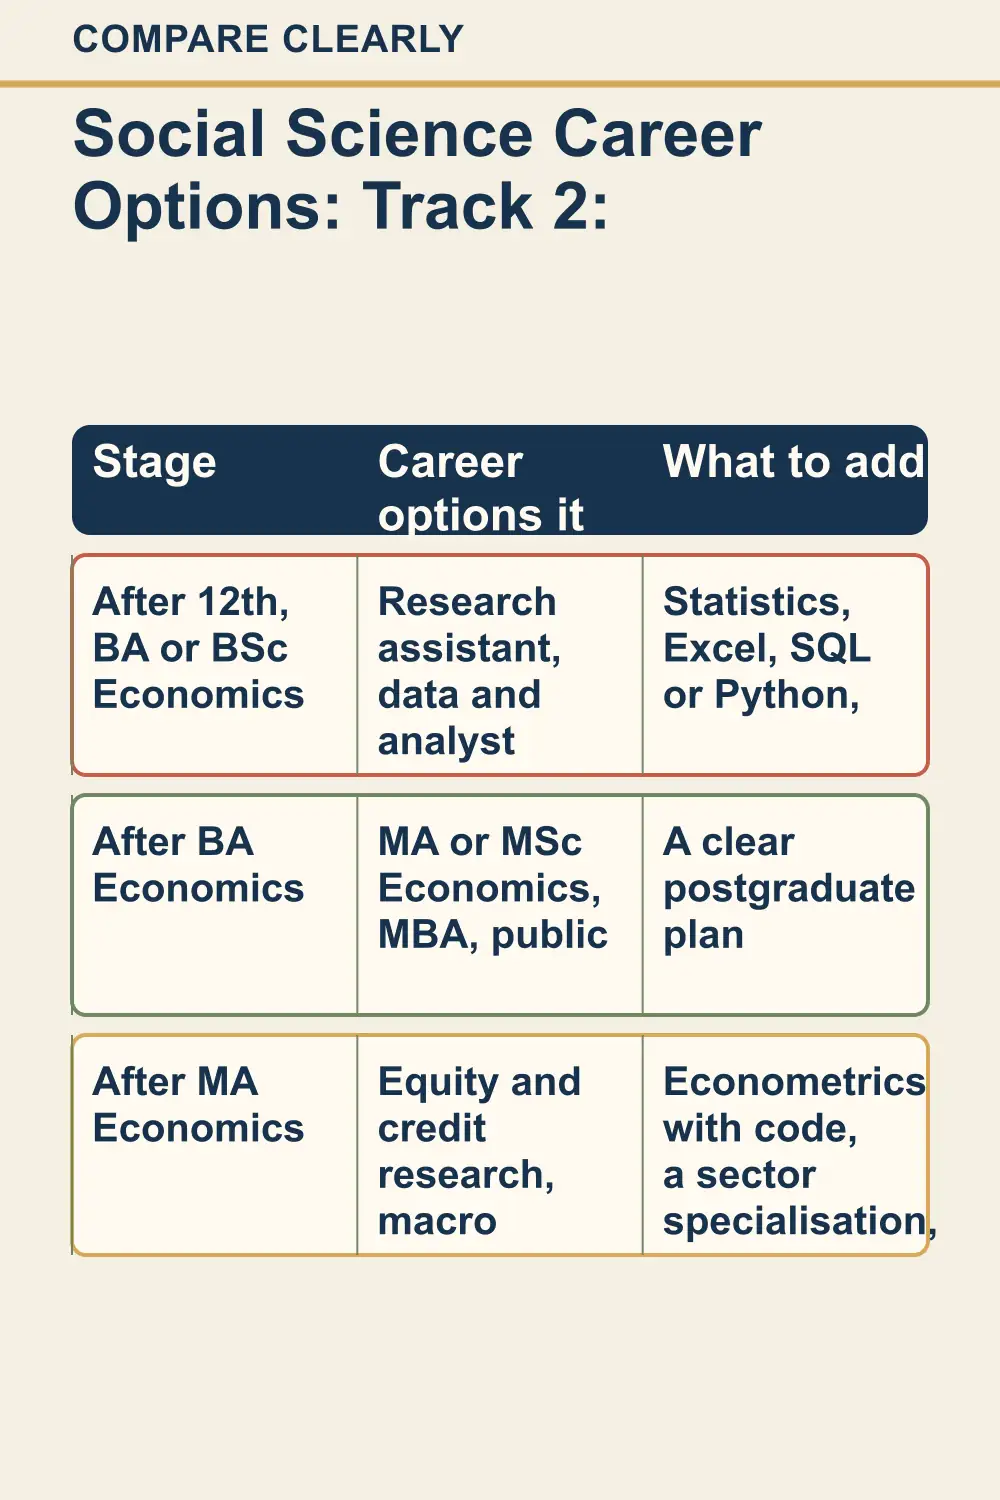 COMPARE CLEARLY
Social Science Career
Options: Track 2:
Stage
Career
options it
What to add
After 12th,
BA or BSc
Economics
Research
assistant,
data and
analyst
Statistics,
Excel, SQL
or Python,
After BA
Economics
MA or MSc
Economics,
MBA, public
A clear
postgraduate
plan
After MA
Economics
Equity and
credit
research,
macro
Econometrics
with code,
a sector
specialisation,